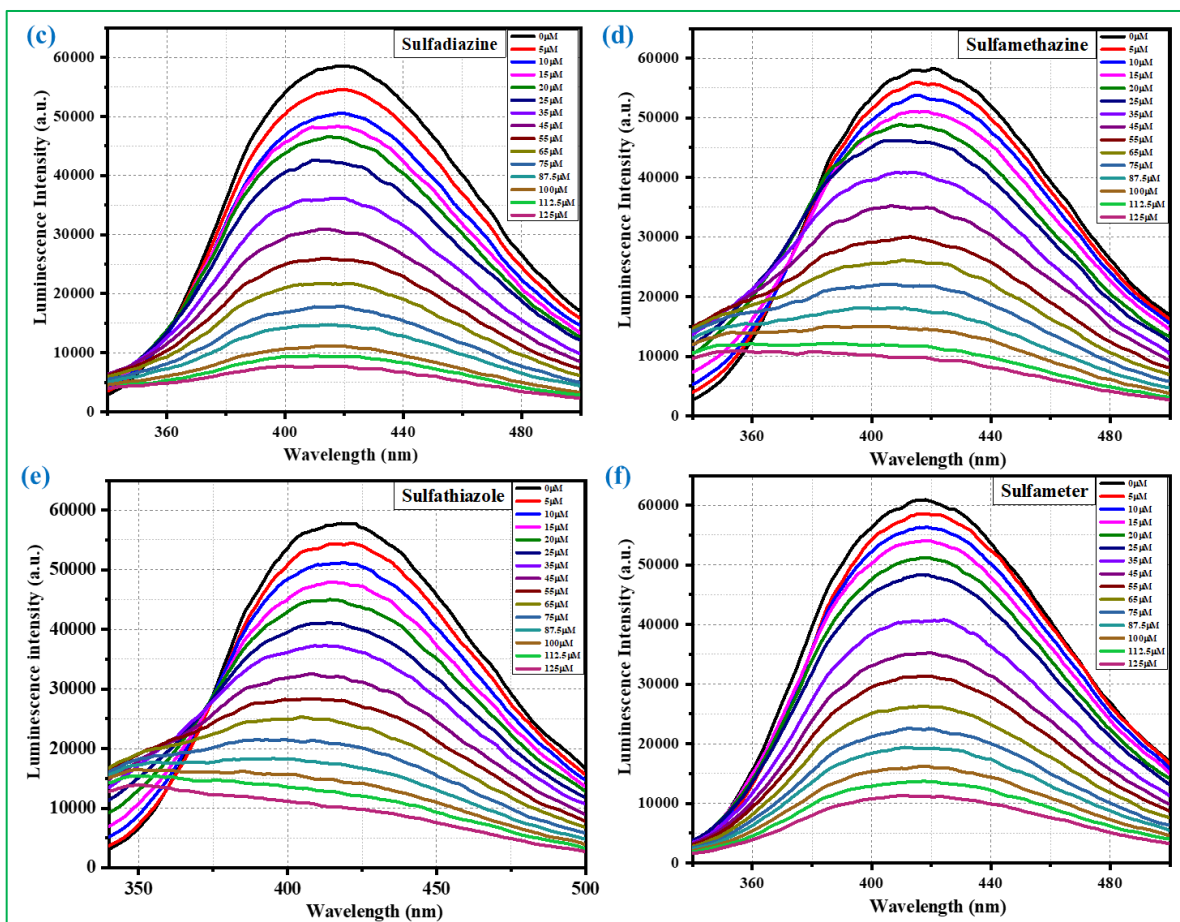 (c)
Sulfadiazine
0μM
5μM
10μM
15μM
20μM
25μM
35μM
45μM
55μM
65μM
75μM
87.5μM
100μM
112.5μM
125μM
Luminescence Intensity (a.u.)
60000
50000
40000
30000
20000
10000
0
360
400
440
480
Wavelength (nm)
(d)
Sulfamethazine
0μM
5μM
10μM
15μM
20μM
25μM
35μM
45μM
55μM
65μM
75μM
87.5μM
100μM
112.5μM
125μM
Luminescence Intensity (a.u.)
60000
50000
40000
30000
20000
10000
0
360
400
440
480
Wavelength (nm)
(e)
Sulfathiazole
0μM
5μM
10μM
15μM
20μM
25μM
35μM
45μM
55μM
65μM
75μM
87.5μM
100μM
112.5μM
125μM
Luminescence Intensity (a.u.)
60000
50000
40000
30000
20000
10000
0
350
400
450
500
Wavelength (nm)
(f)
Sulfameter
0μM
5μM
10μM
15μM
20μM
25μM
35μM
45μM
55μM
65μM
75μM
87.5μM
100μM
112.5μM
125μM
Luminescence Intensity (a.u.)
60000
50000
40000
30000
20000
10000
0
360
400
440
480
Wavelength (nm)